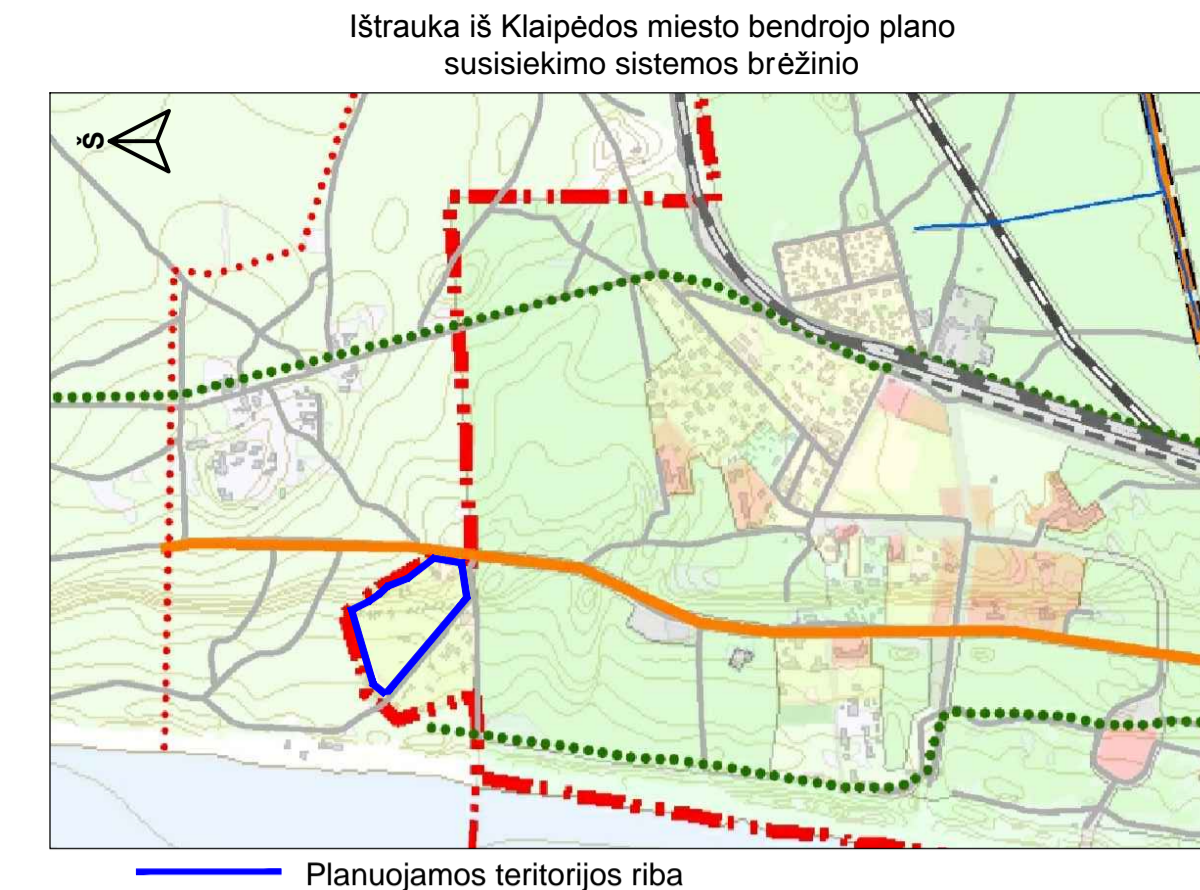 Ištrauka iš Klaipėdos miesto bendrojo plano
susisiekimo sistemos brėžinio
Š
Planuojamos teritorijos riba